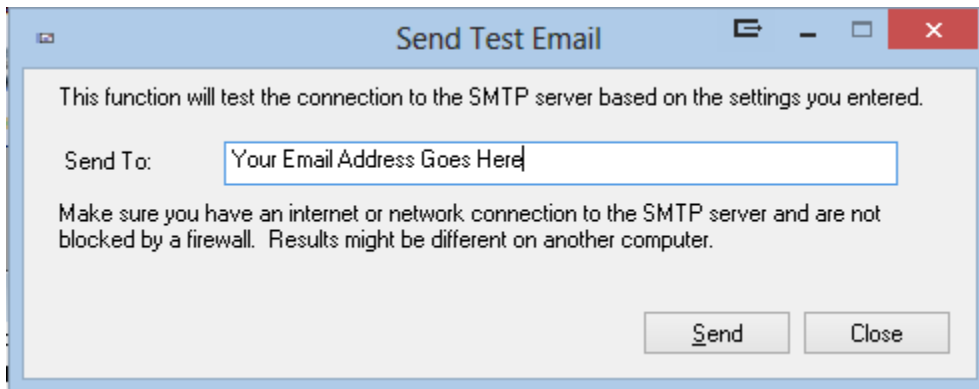 Send Test Email
This function will test the connection to the SMTP server based on the settings you entered.
Send To:
Your Email Address Goes Here
Make sure you have an internet or network connection to the SMTP server and are not
blocked by a firewall.  Results might be different on another computer.
Send
Close